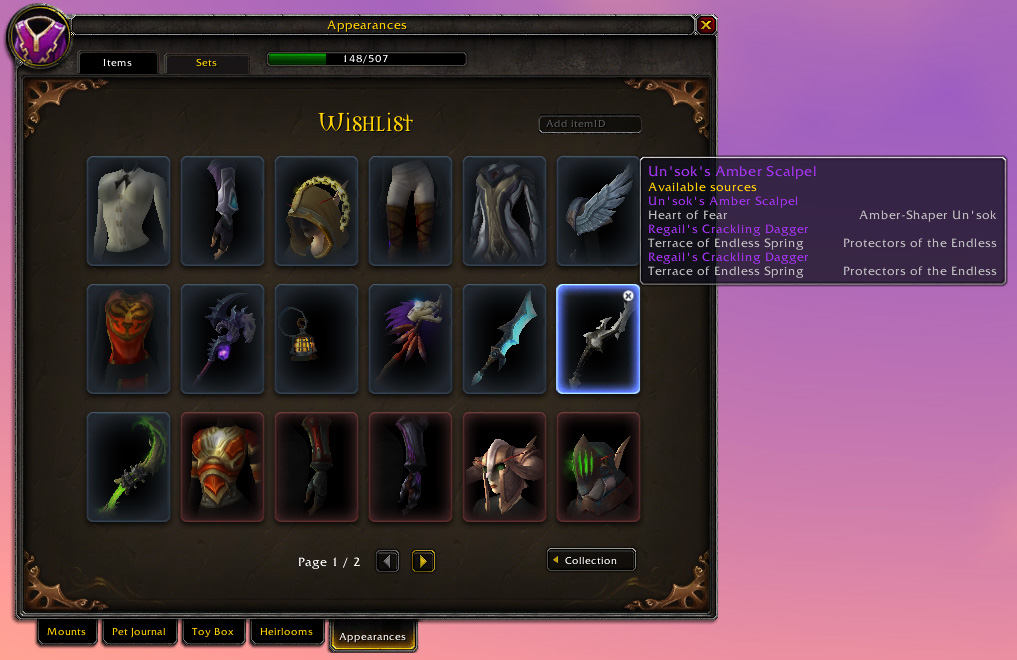 Appearances
Items
Sets
148/507
Wishlist
Add itemID
Un'sok's Amber Scalpel
Available sources
Un'sok's Amber Scalpel
Heart of Fear Amber-Shaper Un'sok
Regail's Crackling Dagger
Terrace of Endless Spring Protectors of the Endless
Regail's Crackling Dagger
Terrace of Endless Spring Protectors of the Endless
Page 1 / 2
Collection
Mounts
Pet Journal
Toy Box
Heirlooms
Appearances